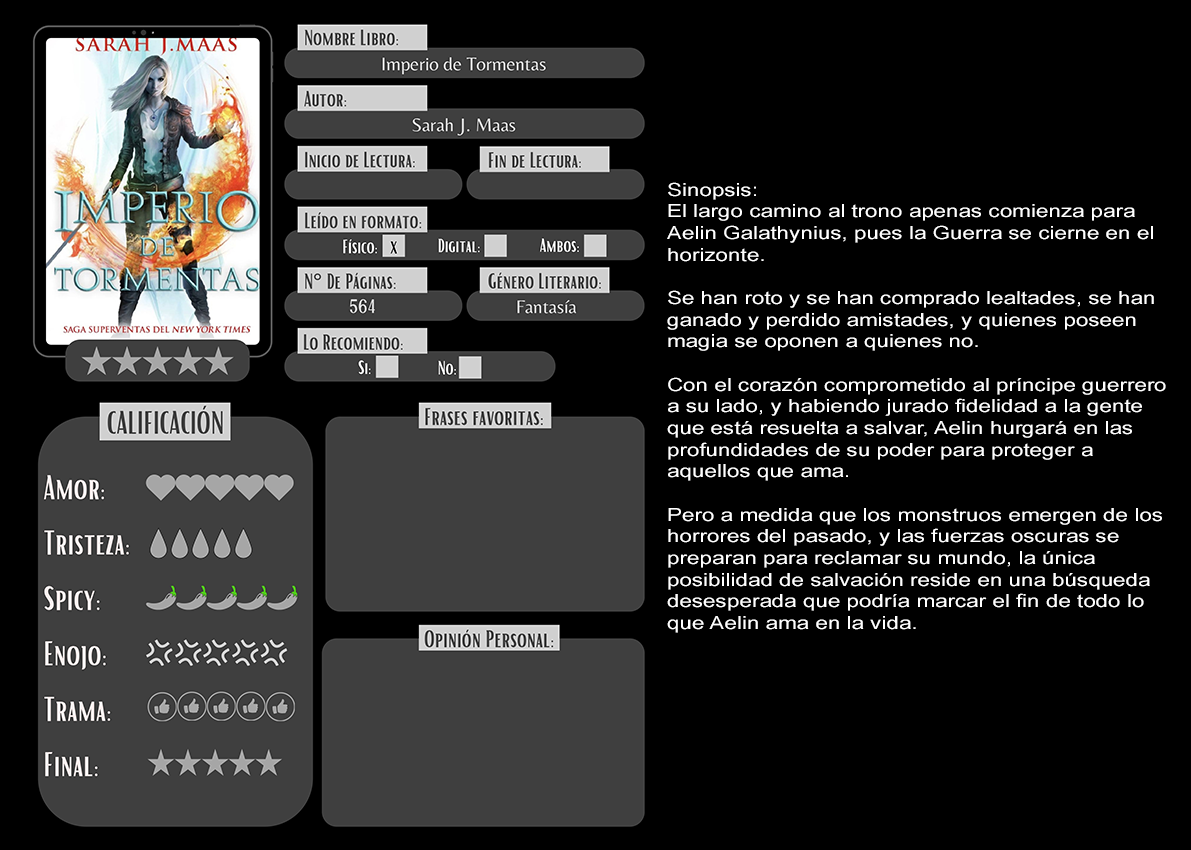 SARAH J. MAAS
IMPERIO
DE
TORMENTAS
SAGA SUPERVENTAS DEL NEW YORK TIMES
Nombre Libro:
Imperio de Tormentas
Autor:
Sarah J. Maas
Inicio de Lectura:
Fin de Lectura:
Leído en formato:
Físico: X Digital: Ambos:
N° De Páginas:
564
Género Literario:
Fantasía
Lo Recomiendo:
Si: No:
CALIFICACIÓN
Amor:
Tristeza:
Spicy:
Enojo:
Trama:
Final:
Frases favoritas:
Opinión Personal:
Sinopsis:
El largo camino al trono apenas comienza para
Aelin Galathynius, pues la Guerra se cierne en el
horizonte.
Se han roto y se han comprado lealtades, se han
ganado y perdido amistades, y quienes poseen
magia se oponen a quienes no.
Con el corazón comprometido al príncipe guerrero
a su lado, y habiendo jurado fidelidad a la gente
que está resuelta a salvar, Aelin hurgará en las
profundidades de su poder para proteger a
aquellos que ama.
Pero a medida que los monstruos emergen de los
horrores del pasado, y las fuerzas oscuras se
preparan para reclamar su mundo, la única
posibilidad de salvación reside en una búsqueda
desesperada que podría marcar el fin de todo lo
que Aelin ama en la vida.